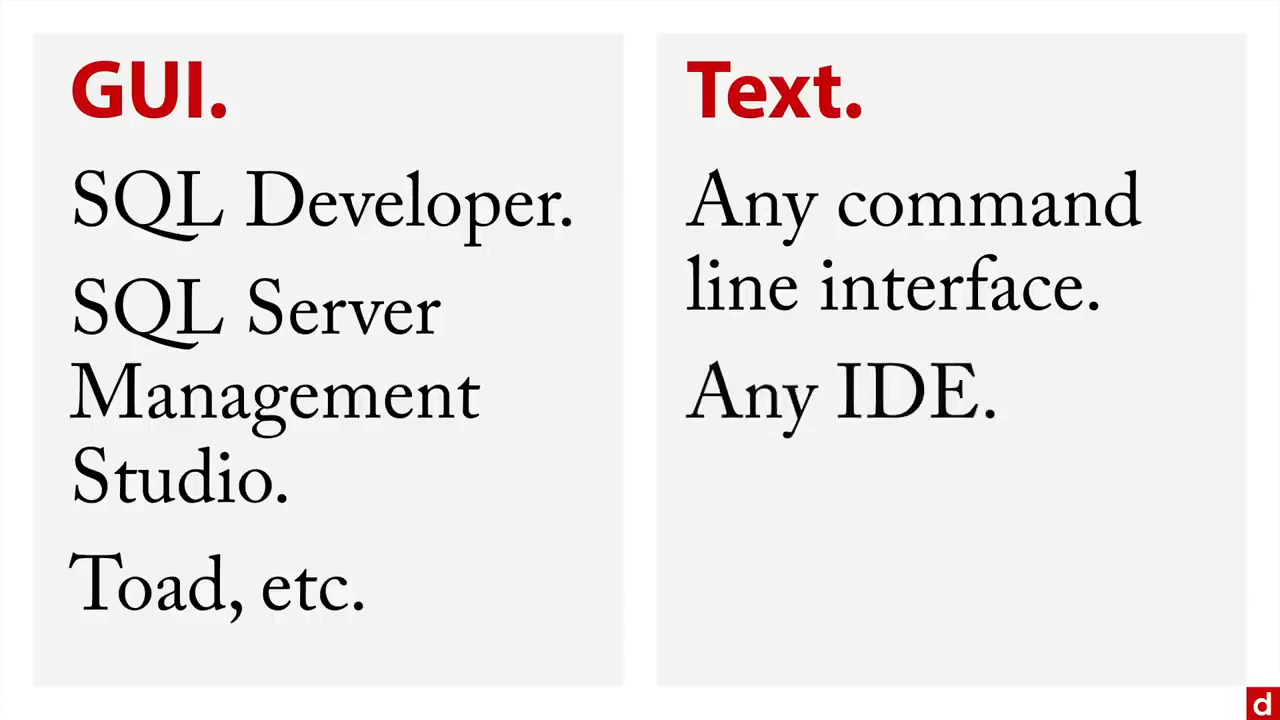 GUI.
SQL Developer.
SQL Server
Management
Studio.
Toad, etc.
Text.
Any command
line interface.
Any IDE.
d